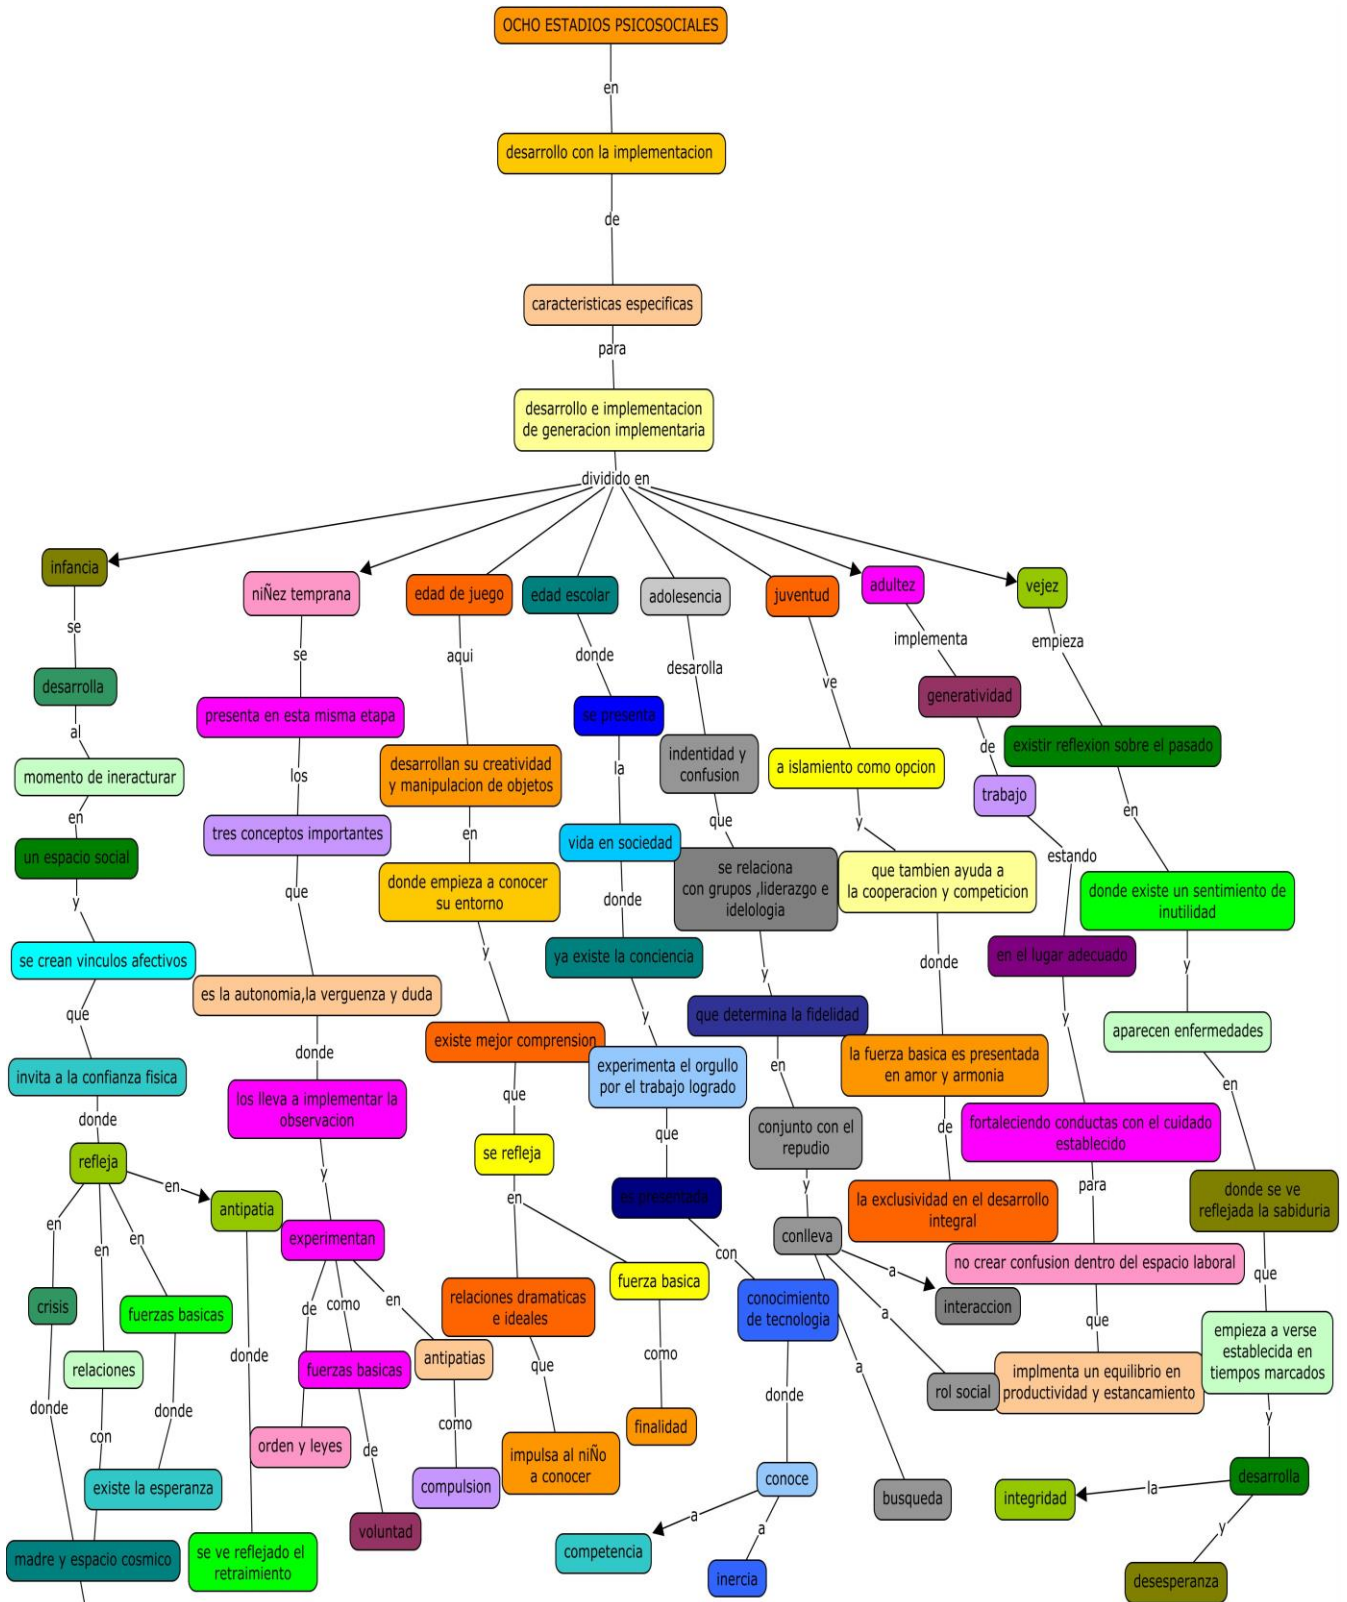 OCHO ESTADIOS PSICOSOCIALES
en
desarrollo con la implementacion
de
caracteristicas especificas
para
desarrollo e implementacion
de generacion implementaria
dividido en
infancia
se
desarrolla
al
momento de ineracturar
en
un espacio social
y
se crean vinculos afectivos
que
invita a la confianza fisica
donde
refleja
en
crisis
donde
madre y espacio cosmico
en
relaciones
con
en
fuerzas basicas
donde
existe la esperanza
en
antipatia
donde
se ve reflejado el
retraimiento
niÑez temprana
se
presenta en esta misma etapa
los
tres conceptos importantes
que
es la autonomia,la verguenza y duda
donde
los lleva a implementar la
observacion
y
experimentan
de
orden y leyes
como
fuerzas basicas
de
voluntad
en
antipatias
como
compulsion
edad de juego
aqui
desarrollan su creatividad
y manipulacion de objetos
en
donde empieza a conocer
su entorno
y
existe mejor comprension
que
se refleja
en
relaciones dramaticas
e ideales
que
impulsa al niÑo
a conocer
fuerza basica
como
finalidad
edad escolar
donde
se presenta
la
vida en sociedad
donde
ya existe la conciencia
y
experimenta el orgullo
por el trabajo logrado
que
es presentada
con
conocimiento
de tecnologia
donde
conoce
a
competencia
a
inercia
adolesencia
desarolla
indentidad y
confusion
que
se relaciona
con grupos ,liderazgo e
idelologia
y
que determina la fidelidad
en
conjunto con el
repudio
y
conlleva
a
interaccion
a
rol social
a
busqueda
juventud
ve
a islamiento como opcion
y
que tambien ayuda a
la cooperacion y competicion
donde
la fuerza basica es presentada
en amor y armonia
de
la exclusividad en el desarrollo
integral
adultez
implementa
generatividad
de
trabajo
estando
en el lugar adecuado
y
fortaleciendo conductas con el cuidado
establecido
para
no crear confusion dentro del espacio laboral
que
implmenta un equilibrio en
productividad y estancamiento
vejez
empieza
existir reflexion sobre el pasado
en
donde existe un sentimiento de
inutilidad
y
aparecen enfermedades
en
donde se ve
reflejada la sabiduria
que
empieza a verse
establecida en
tiempos marcados
y
desarrolla
la
integridad
y
desesperanza